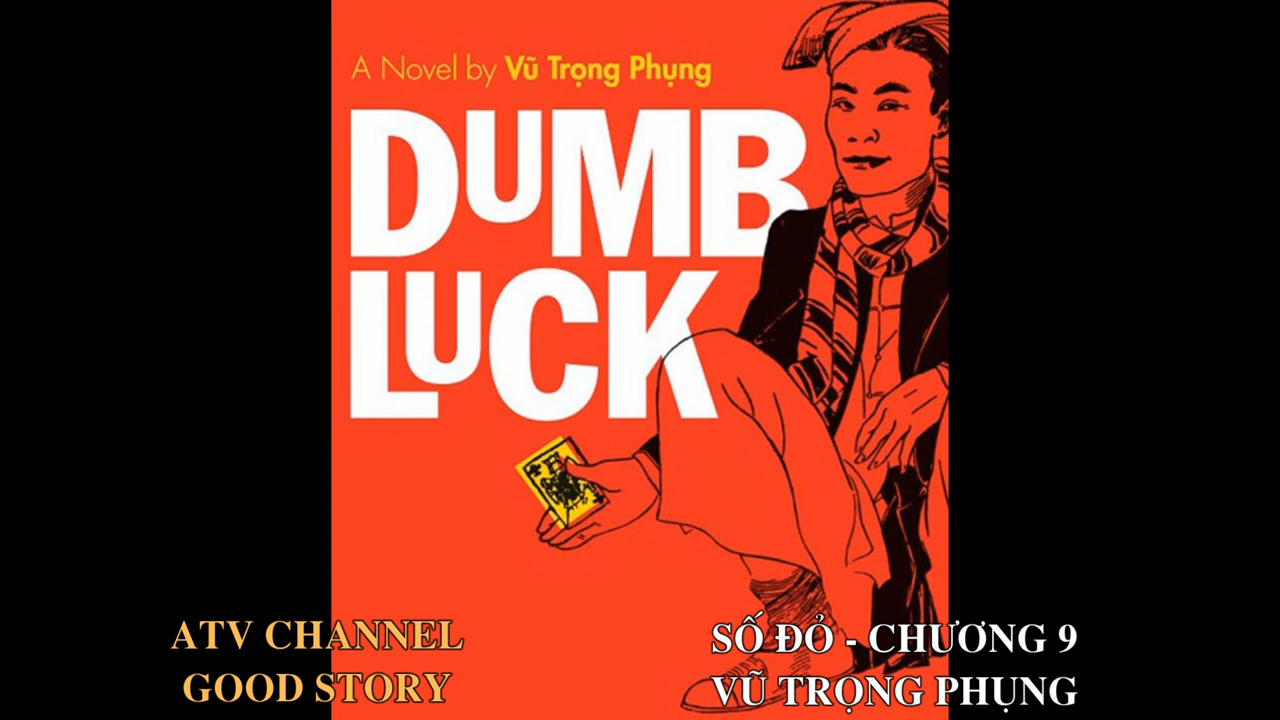 A Novel by Vũ Trọng Phụng
DUMB
LUCK
ATV CHANNEL
GOOD STORY
SỐ ĐỎ - CHƯƠNG 9
VŨ TRỌNG PHỤNG